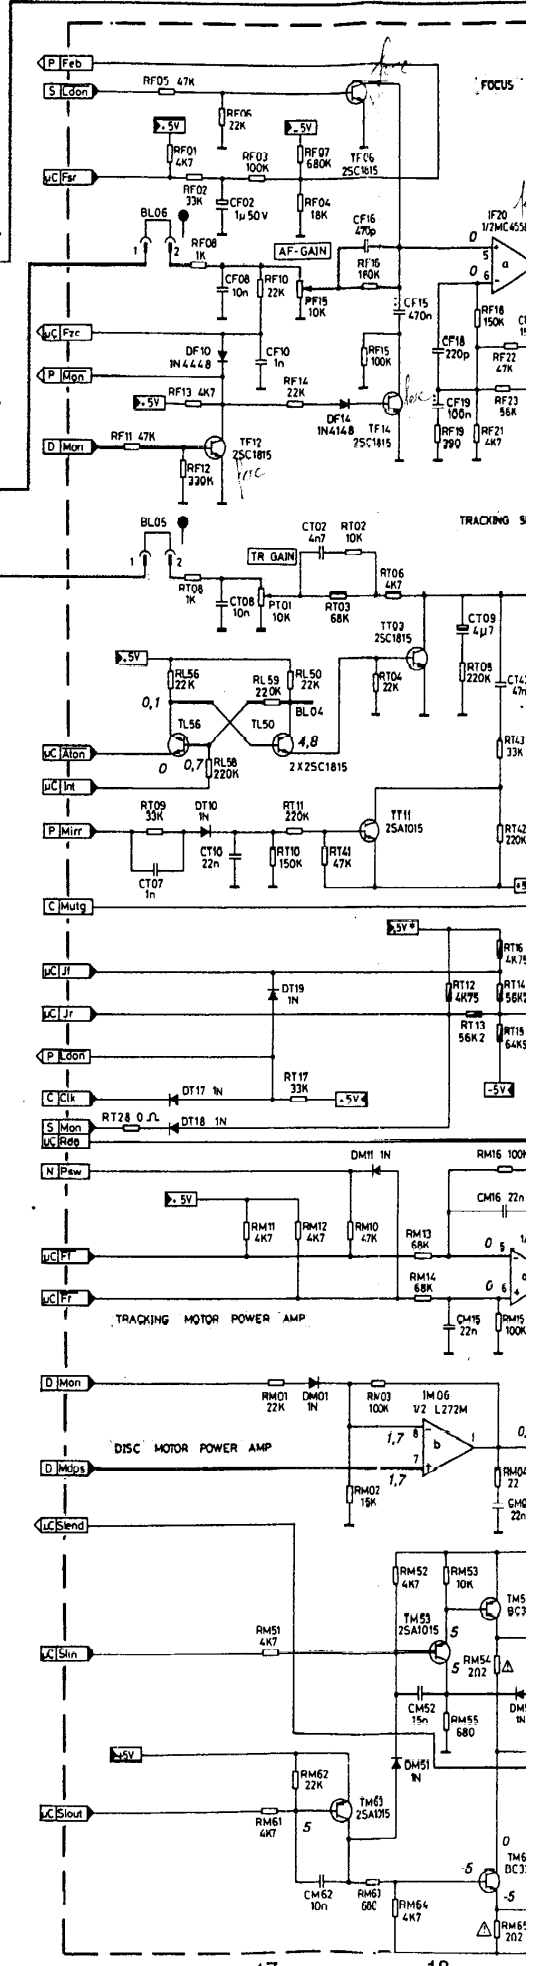 P Feb
S Cdon
RF05 47K
FOCUS
RF06
22K
+5V
-5V
RF01
4K7
RF03
100K
RF07
680K
TF06
2SC1815
µC Fsr
RF02
33K
CF02
1µ50V
RF04
18K
BL06
1 2
RF08
1K
AF-GAIN
CF16
470p
RF16
180K
0
5
0
6
a
IF20
CF08
10n
RF10
22K
PF15
10K
CF15
470n
RF18
150K
µC Fzc
DF10
1N4448
CF10
1n
RF15
100K
CF18
220p
RF22
47K
P Mon
+5V
RF13 4K7
RF14
22K
DF14
1N4148
TF14
2SC1815
CF19
100n
RF23
56K
D Mon
RF11 47K
RF12
330K
TF12
2SC1815
RF19
390
RF21
4K7
BL05
1 2
TRACKING
CT02
4n7
RT02
10K
TR GAIN
RT08
1K
CT08
10n
PT01
10K
RT03
68K
RT06
4K7
TT03
2SC1815
CT09
4µ7
+5V
RL56
22K
RL59
220K
RL50
22K
BL04
RT04
22K
RT05
220K
0,1
TL56
TL50
4,8
RT43
33K
µC Aton
0
0,7
RL58
220K
2X2SC1815
µC Int
RT09
33K
DT10
1N
RT11
220K
TT11
2SA1015
RT42
220K
P Mirr
CT07
1n
CT10
22n
RT10
150K
RT41
47K
C Mutg
+5V*
RT16
4K75
µC Jf
DT19
1N
RT12
4K75
RT14
56K2
µC Jr
RT13
56K2
RT15
P Ldon
RT17
33K
C Clk
DT17 1N
-5V
-5V
S Mon
RT28 0 Ω
DT18 1N
µC Rdg
N Psw
DM11 1N
RM16 100K
+5V
CM16 22n
RM11
4K7
RM12
4K7
RM10
47K
RM13
68K
0 5
µC Ff
RM14
68K
0 6
µC Fr
TRACKING MOTOR POWER AMP
CM15
22n
RM15
100K
D Mon
RM01
22K
DM01
1N
RM03
100K
IM06
1/2 L272M
DISC MOTOR POWER AMP
1,7
8
b
1
7
1,7
D Mdps
RM02
15K
RM04
22
22n
µC Slend
RM52
4K7
RM53
10K
TM53
2SA1015
5
5
µC Slin
RM51
4K7
RM54
2Ω2
CM52
15n
RM55
680
+5V
RM62
22K
DM51
1N
TM63
2SA1015
5
µC Slout
RM61
4K7
0
CM62
10n
RM63
680
RM64
4K7
-5
-5
RM65
2Ω2